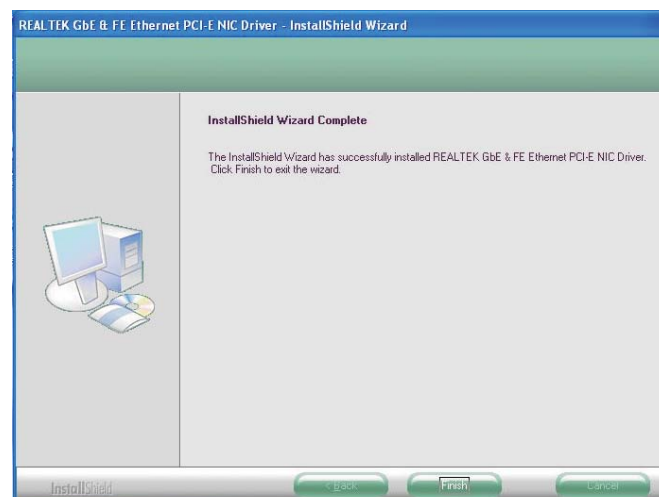 REALTEK GbE & FE Ethernet PCI-E NIC Driver - InstallShield Wizard
InstallShield Wizard Complete
The InstallShield Wizard has successfully installed REALTEK GbE & FE Ethernet PCI-E NIC Driver.
Click Finish to exit the wizard.
InstallShield
< Back
Finish
Cancel